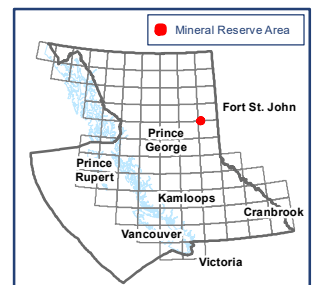 Mineral Reserve Area
Fort St. John
Prince
George
Prince
Rupert
Kamloops
Cranbrook
Vancouver
Victoria